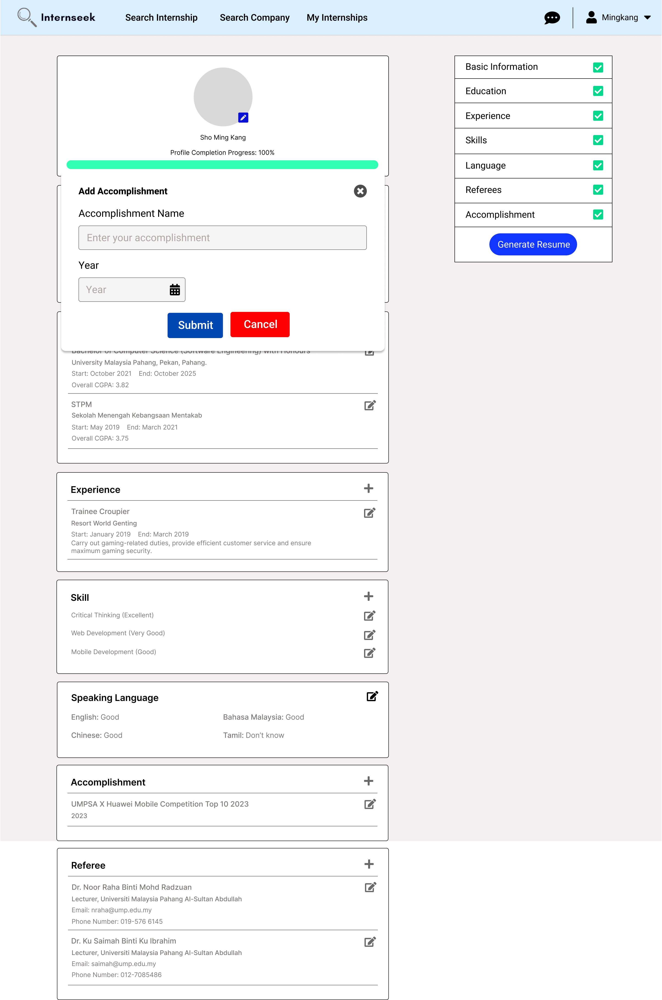 Internseek
Search Internship
Search Company
My Internships
Mingkang
Sho Ming Kang
Profile Completion Progress: 100%
Add Accomplishment
Accomplishment Name
Enter your accomplishment
Year
Year
Submit
Cancel
Bachelor of Computer Science (Software Engineering) with Honours
University Malaysia Pahang, Pekan, Pahang.
Start: October 2021 End: October 2025
Overall CGPA: 3.82
STPM
Sekolah Menengah Kebangsaan Mentakab
Start: May 2019 End: March 2021
Overall CGPA: 3.75
Experience
Trainee Croupier
Resort World Genting
Start: January 2019 End: March 2019
Carry out gaming-related duties, provide efficient customer service and ensure
maximum gaming security.
Skill
Critical Thinking (Excellent)
Web Development (Very Good)
Mobile Development (Good)
Speaking Language
English: Good
Bahasa Malaysia: Good
Chinese: Good
Tamil: Don’t know
Accomplishment
UMPSA X Huawei Mobile Competition Top 10 2023
2023
Referee
Dr. Noor Raha Binti Mohd Radzuan
Lecturer, Universiti Malaysia Pahang Al-Sultan Abdullah
Email: nraha@ump.edu.my
Phone Number: 019-576 6145
Dr. Ku Saimah Binti Ku Ibrahim
Lecturer, Universiti Malaysia Pahang Al-Sultan Abdullah
Email: saimah@ump.edu.my
Phone Number: 012-7085486
Basic Information
Education
Experience
Skills
Language
Referees
Accomplishment
Generate Resume